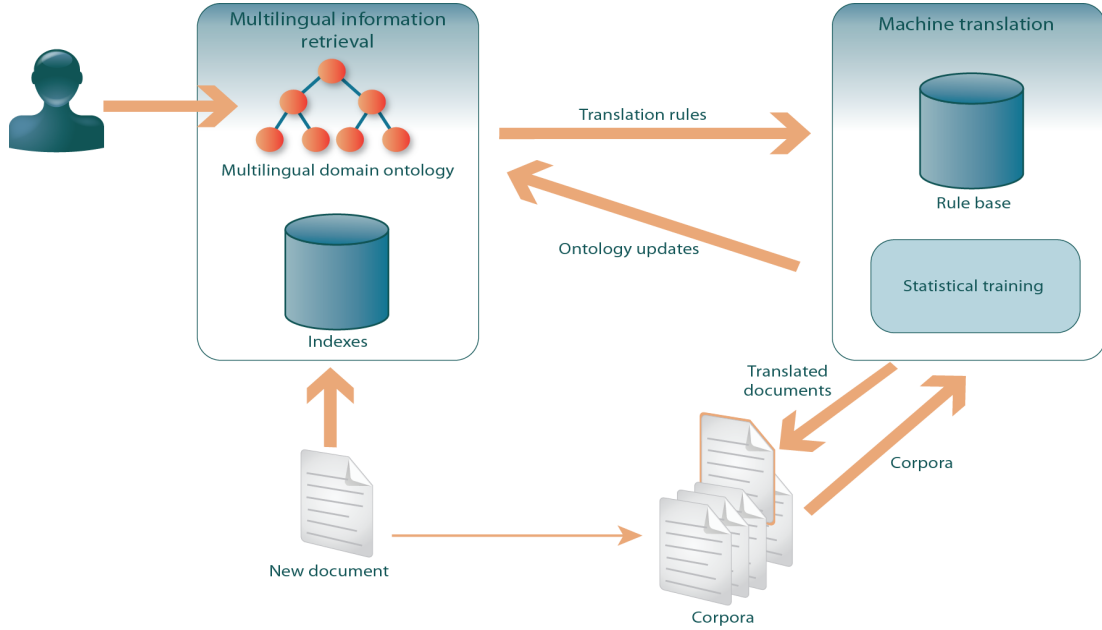 Multilingual information
retrieval
Multilingual domain ontology
Indexes
Translation rules
Ontology updates
Machine translation
Rule base
Statistical training
Translated
documents
Corpora
New document
Corpora